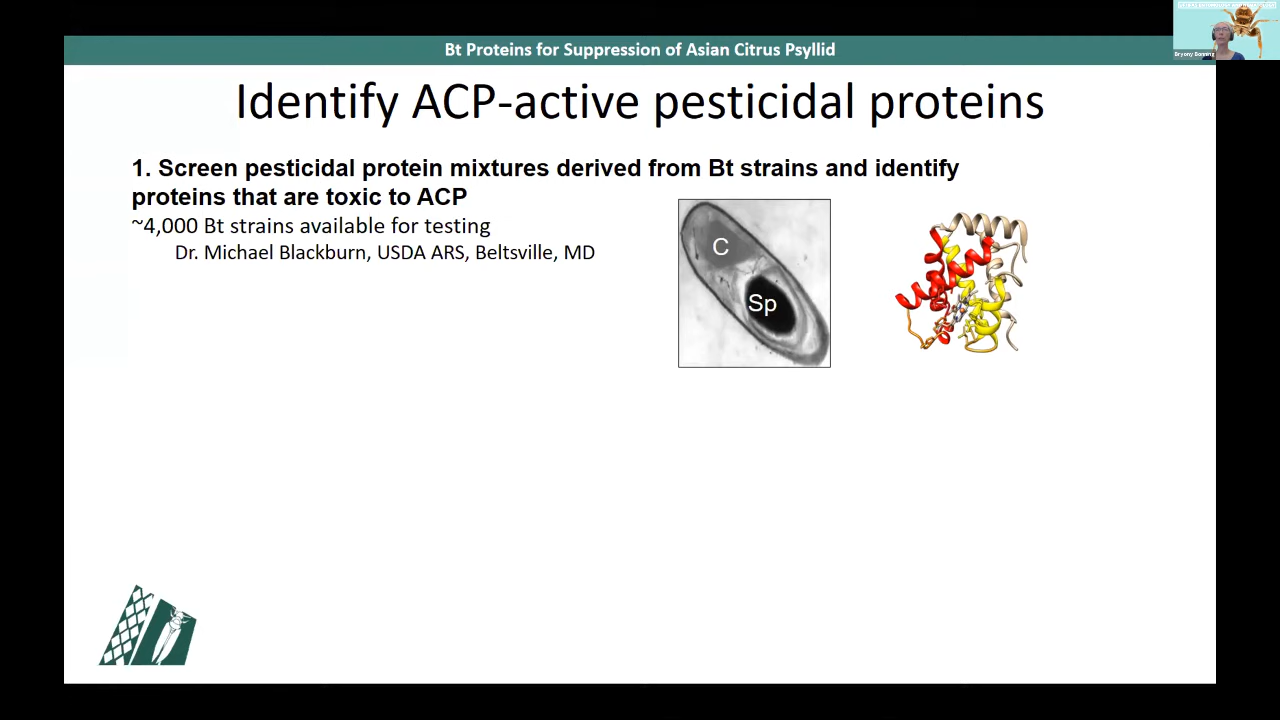 Bt Proteins for Suppression of Asian Citrus Psyllid
Identify ACP-active pesticidal proteins
1. Screen pesticidal protein mixtures derived from Bt strains and identify
proteins that are toxic to ACP
~4,000 Bt strains available for testing
Dr. Michael Blackburn, USDA ARS, Beltsville, MD
C
Sp
Bryony Bonning